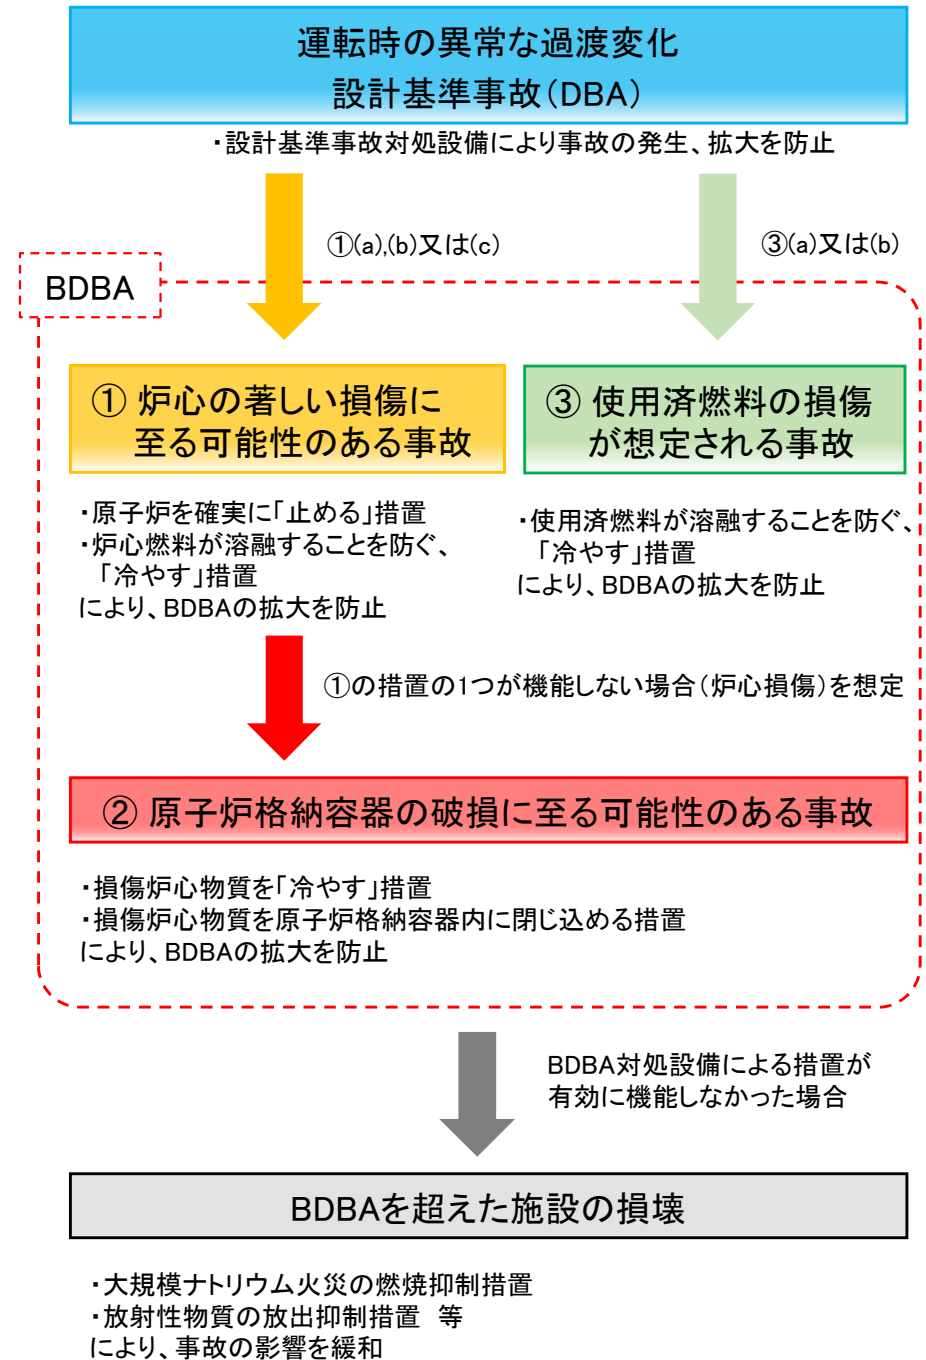 運転時の異常な過渡変化
設計基準事故(DBA)
・設計基準事故対処設備により事故の発生、拡大を防止
①(a),(b)又は(c)
③(a)又は(b)
BDBA
① 炉心の著しい損傷に
至る可能性のある事故
③ 使用済燃料の損傷
が想定される事故
・原子炉を確実に「止める」措置
・炉心燃料が溶融することを防ぐ、
「冷やす」措置
により、BDBAの拡大を防止
・使用済燃料が溶融することを防ぐ、
「冷やす」措置
により、BDBAの拡大を防止
①の措置の1つが機能しない場合(炉心損傷)を想定
② 原子炉格納容器の破損に至る可能性のある事故
・損傷炉心物質を「冷やす」措置
・損傷炉心物質を原子炉格納容器内に閉じ込める措置
により、BDBAの拡大を防止
BDBA対処設備による措置が
有効に機能しなかった場合
BDBAを超えた施設の損壊
・大規模ナトリウム火災の燃焼抑制措置
・放射性物質の放出抑制措置 等
により、事故の影響を緩和